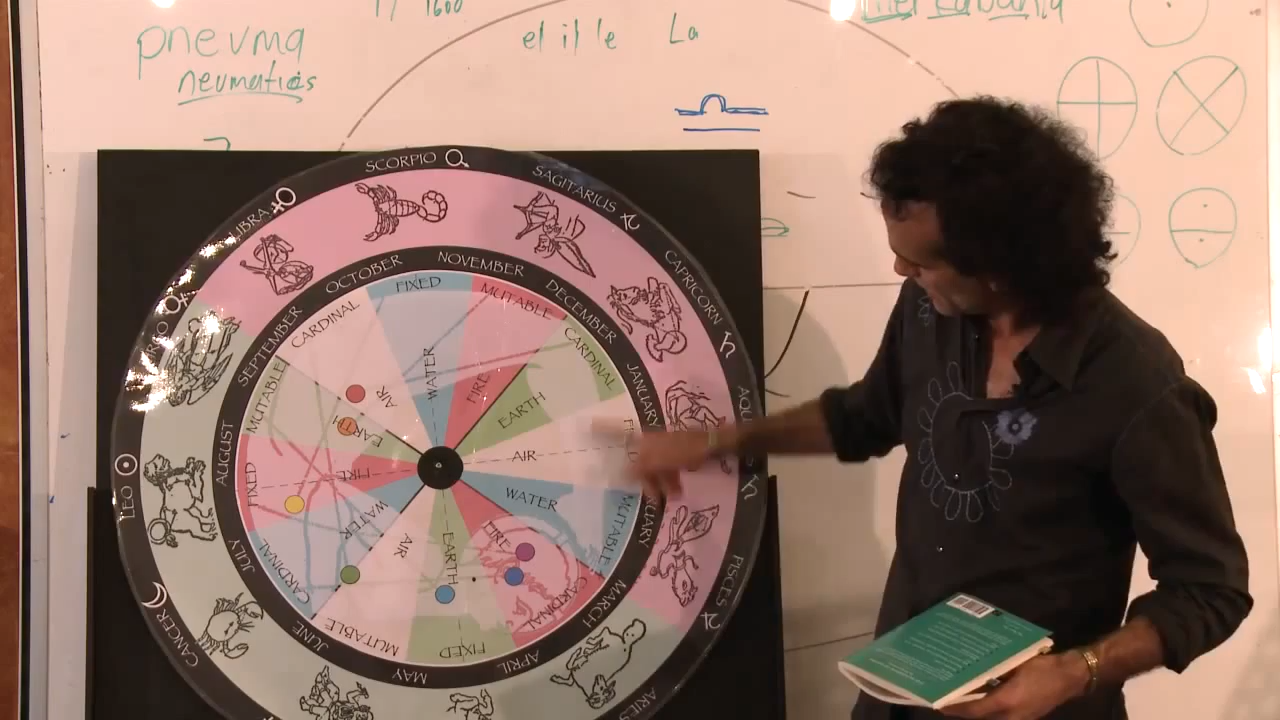 1/ 1600
pneuma
neumatics
el il le La
SCORPIO
SAGITARIUS
CAPRICORN
PISCES
ARIES
CANCER
LEO
LIBRA
OCTOBER
NOVEMBER
DECEMBER
JANUARY
MARCH
APRIL
MAY
JUNE
JULY
AUGUST
SEPTEMBER
CARDINAL
FIXED
MUTABLE
CARDINAL
MUTABLE
CARDINAL
FIXED
MUTABLE
CARDINAL
FIXED
MUTABLE
AIR
WATER
FIRE
EARTH
AIR
WATER
FIRE
EARTH
AIR
WATER
FIRE
EARTH